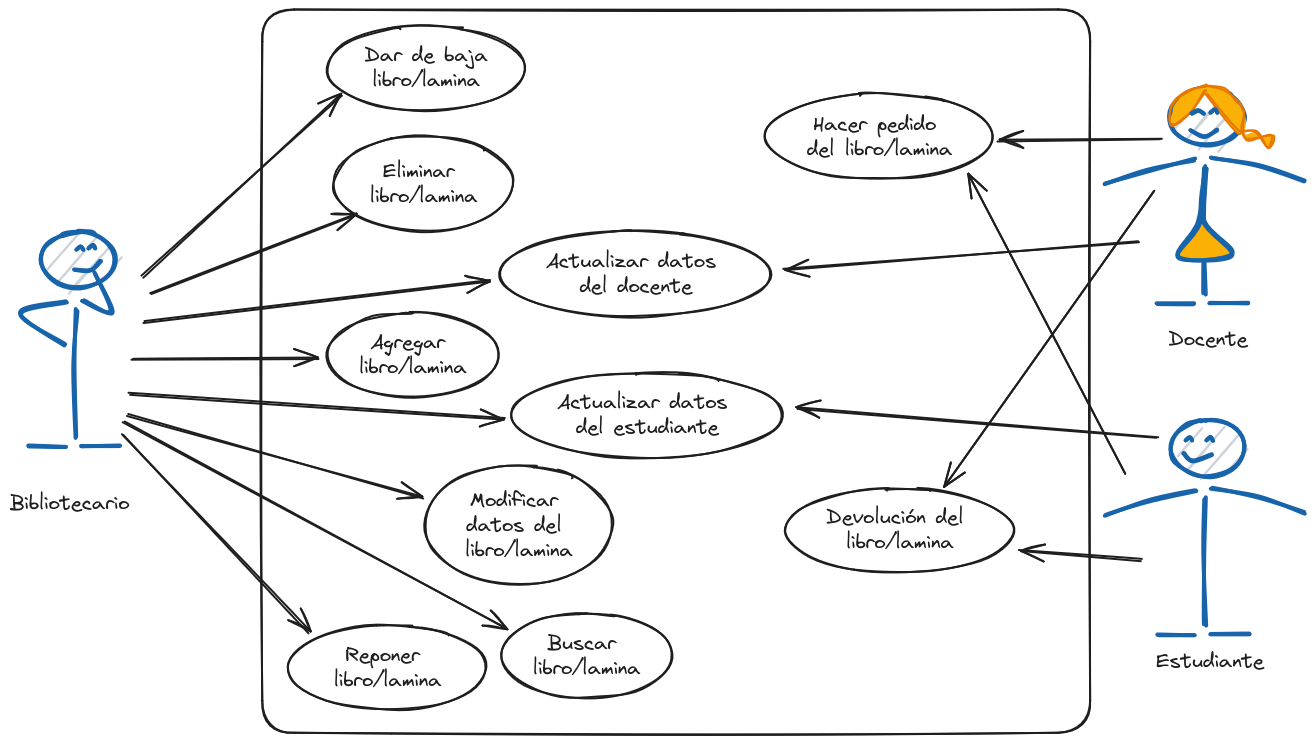 Dar de baja
libro/lamina
Hacer pedido
del libro/lamina
Eliminar
libro/lamina
Actualizar datos
del docente
Docente
Agregar
libro/lamina
Actualizar datos
del estudiante
Bibliotecario
Modificar
datos del
libro/lamina
Devolución del
libro/lamina
Reponer
libro/lamina
Buscar
libro/lamina
Estudiante